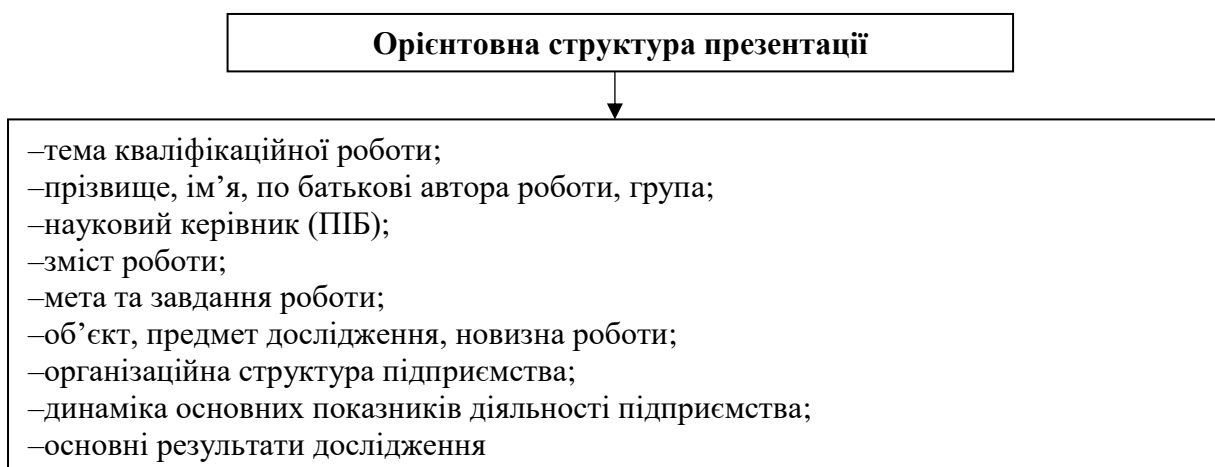 Орієнтовна структура презентації
–тема кваліфікаційної роботи;
–прізвище, ім’я, по батькові автора роботи, група;
–науковий керівник (ПІБ);
–зміст роботи;
–мета та завдання роботи;
–об’єкт, предмет дослідження, новизна роботи;
–організаційна структура підприємства;
–динаміка основних показників діяльності підприємства;
–основні результати дослідження